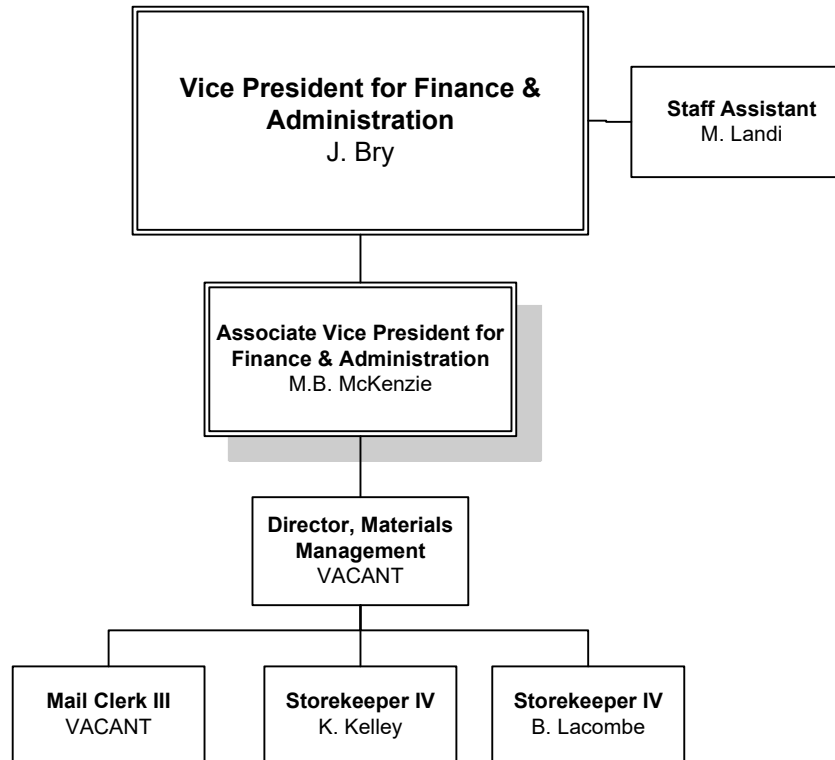 Vice President for Finance &
Administration
J. Bry
Staff Assistant
M. Landi
Associate Vice President for
Finance & Administration
M.B. McKenzie
Director, Materials
Management
VACANT
Mail Clerk III
VACANT
Storekeeper IV
K. Kelley
Storekeeper IV
B. Lacombe